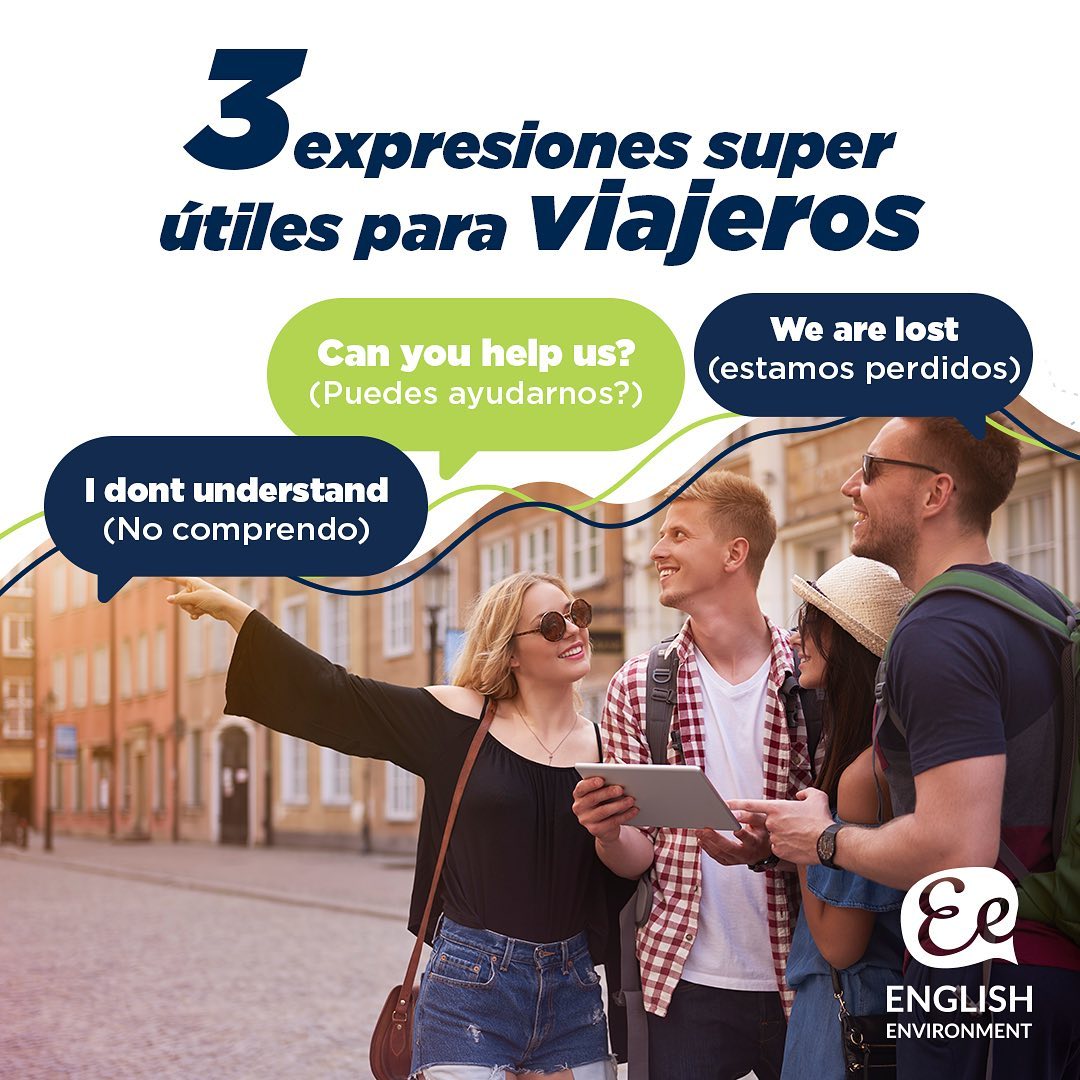 3 expresiones super
útiles para viajeros
Can you help us?
(Puedes ayudarnos?)
We are lost
(estamos perdidos)
I dont understand
(No comprendo)
Ee
ENGLISH
ENVIRONMENT